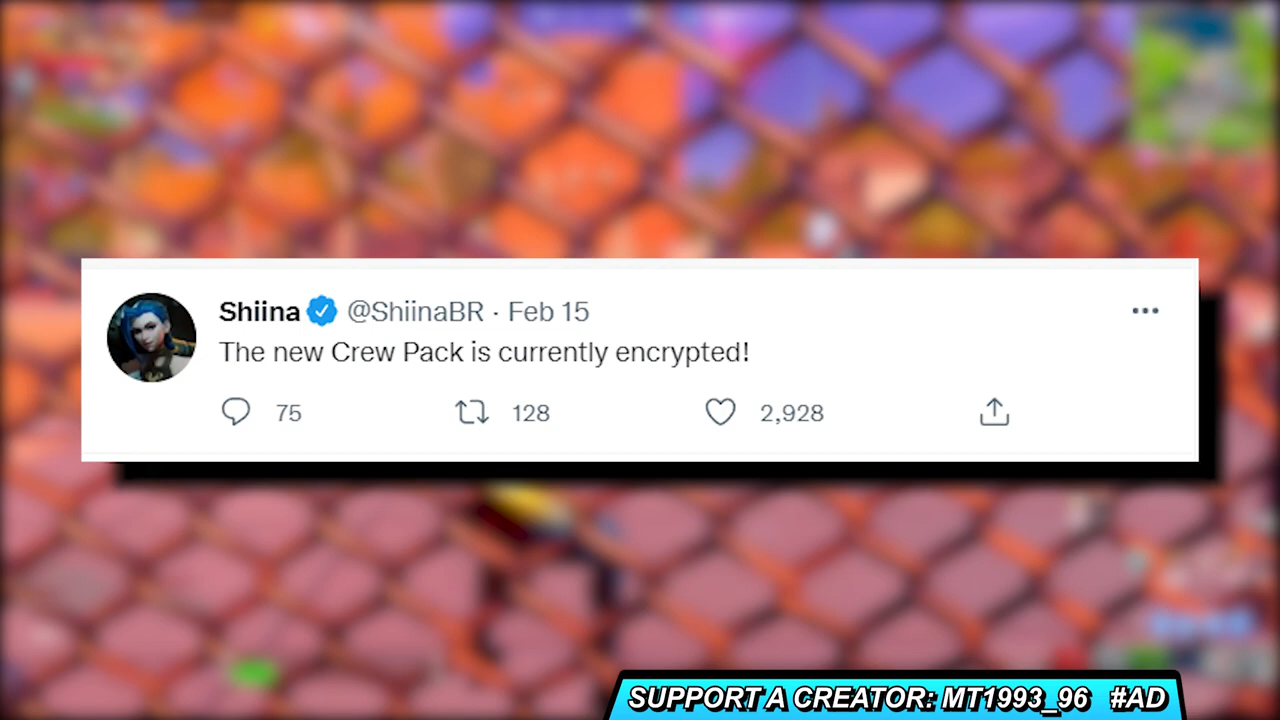 Shiina @ShiinaBR · Feb 15
The new Crew Pack is currently encrypted!
75 128 2,928
SUPPORT A CREATOR: MT1993_96 #AD